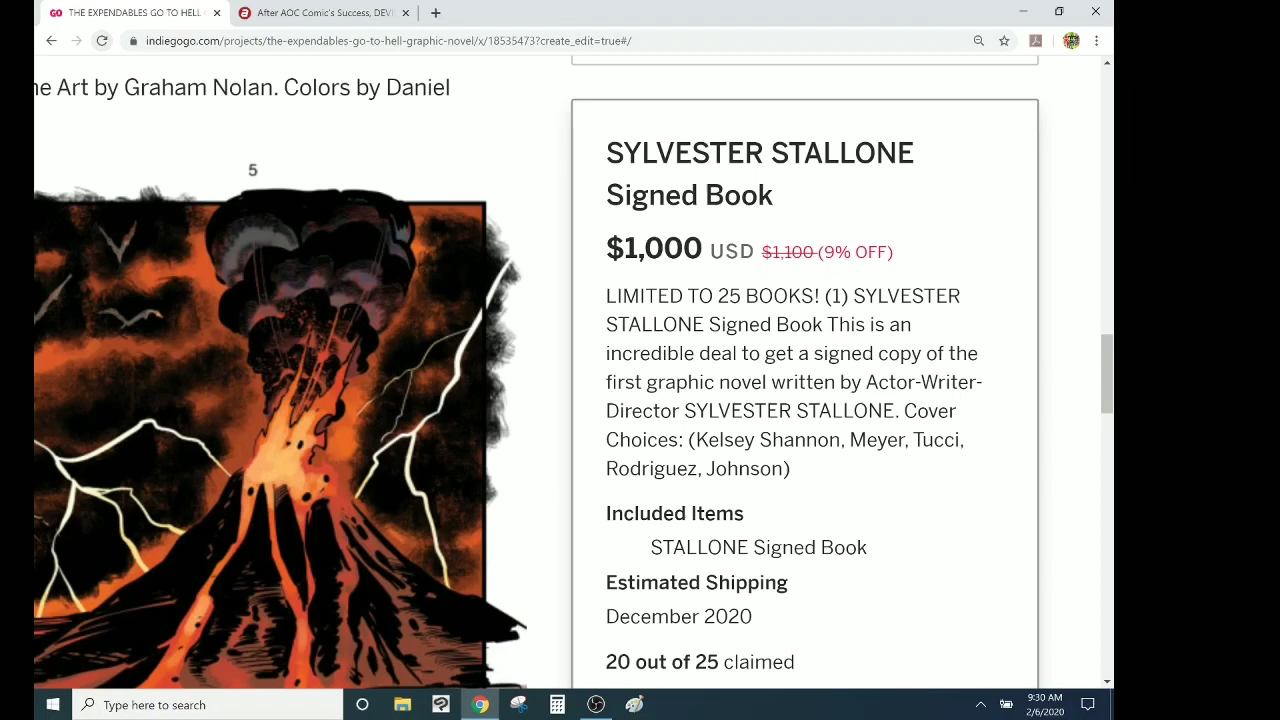 THE EXPENDABLES GO TO HELL
After AOC Comic's Success, DEVI
indiegogo.com/projects/the-expendables-go-to-hell-graphic-novel/x/18535473?create_edit=true#/
ne Art by Graham Nolan. Colors by Daniel
5
SYLVESTER STALLONE
Signed Book
$1,000 USD $1,100 (9% OFF)
LIMITED TO 25 BOOKS! (1) SYLVESTER
STALLONE Signed Book This is an
incredible deal to get a signed copy of the
first graphic novel written by Actor-Writer-
Director SYLVESTER STALLONE. Cover
Choices: (Kelsey Shannon, Meyer, Tucci,
Rodriguez, Johnson)
Included Items
STALLONE Signed Book
Estimated Shipping
December 2020
20 out of 25 claimed
Type here to search
9:30 AM
2/6/2020